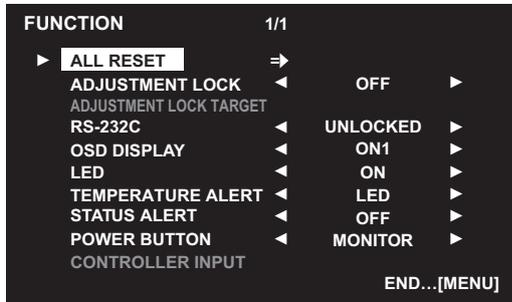 FUNCTION 1/1
ALL RESET
ADJUSTMENT LOCK OFF
ADJUSTMENT LOCK TARGET
RS-232C UNLOCKED
OSD DISPLAY ON1
LED ON
TEMPERATURE ALERT LED
STATUS ALERT OFF
POWER BUTTON MONITOR
CONTROLLER INPUT
END...[MENU]